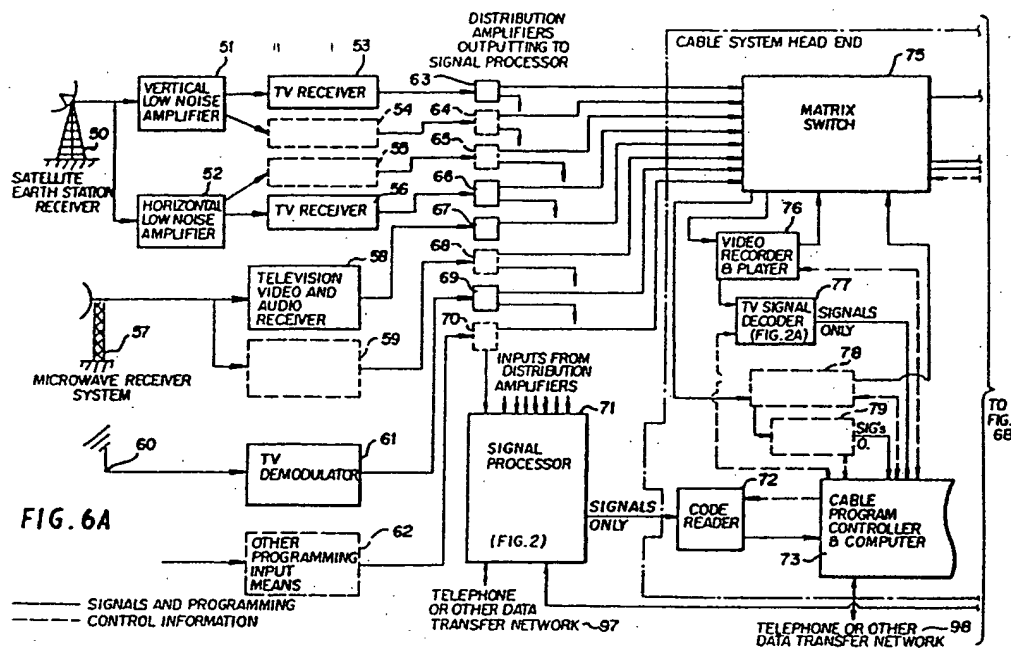 DISTRIBUTION
AMPLIFIERS
OUTPUTTING TO
SIGNAL PROCESSOR
CABLE SYSTEM HEAD END
51
VERTICAL
LOW NOISE
AMPLIFIER
53
TV RECEIVER
54
55
56
TV RECEIVER
50
SATELLITE
EARTH STATION
RECEIVER
52
HORIZONTAL
LOW NOISE
AMPLIFIER
63
64
65
66
67
68
69
70
75
MATRIX
SWITCH
58
TELEVISION
VIDEO AND
AUDIO
RECEIVER
59
57
MICROWAVE RECEIVER
SYSTEM
76
VIDEO
RECORDER
& PLAYER
77
TV SIGNAL
DECODER
(FIG.2A)
SIGNALS
ONLY
78
79
SIG's
O.
TO
FIG.
6B
INPUTS FROM
DISTRIBUTION
AMPLIFIERS
71
SIGNAL
PROCESSOR
(FIG.2)
60
61
TV
DEMODULATOR
SIGNALS
ONLY
72
CODE
READER
CABLE
PROGRAM
CONTROLLER
& COMPUTER
73
FIG. 6A
62
OTHER
PROGRAMMING
INPUT
MEANS
SIGNALS AND PROGRAMMING
CONTROL INFORMATION
TELEPHONE
OR OTHER DATA
TRANSFER NETWORK 97
TELEPHONE OR OTHER 98
DATA TRANSFER NETWORK